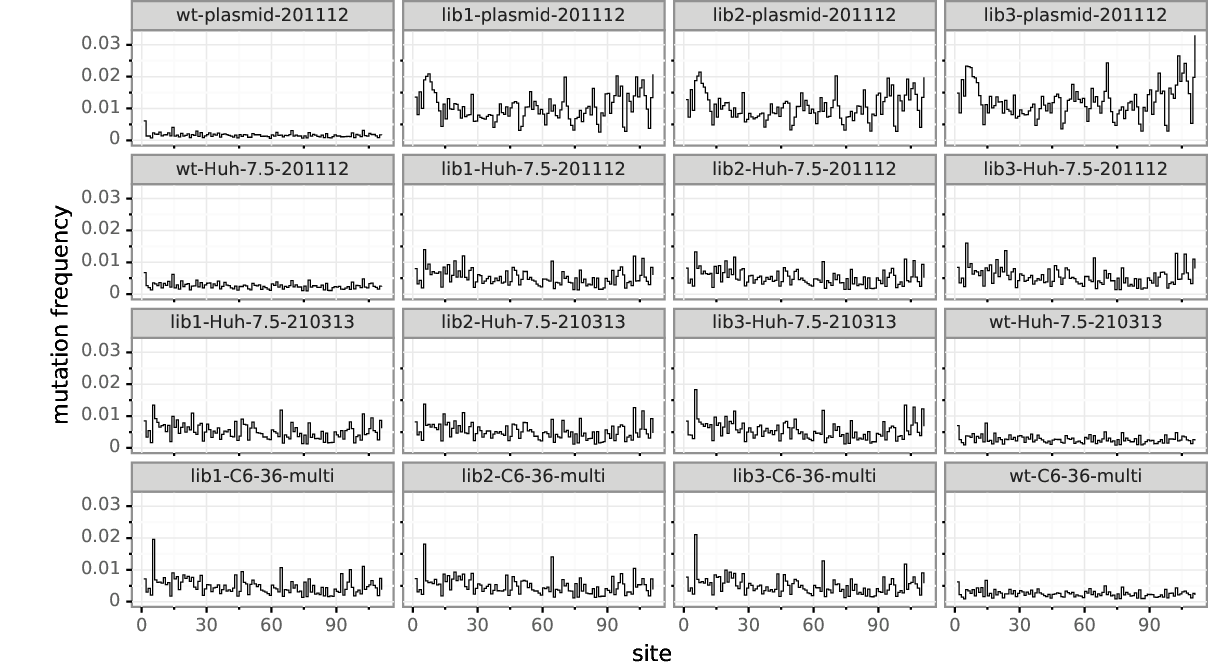 wt-plasmid-201112 lib1-plasmid-201112 lib2-plasmid-201112 lib3-plasmid-201112
0.03
0.02
0.01
0
wt-Huh-7.5-201112 lib1-Huh-7.5-201112 lib2-Huh-7.5-201112 lib3-Huh-7.5-201112
0.03
0.02
0.01
0
lib1-Huh-7.5-210313 lib2-Huh-7.5-210313 lib3-Huh-7.5-210313 wt-Huh-7.5-210313
0.03
0.02
0.01
0
lib1-C6-36-multi lib2-C6-36-multi lib3-C6-36-multi wt-C6-36-multi
0.03
0.02
0.01
0
mutation frequency
0 30 60 90 0 30 60 90 0 30 60 90 0 30 60 90
site